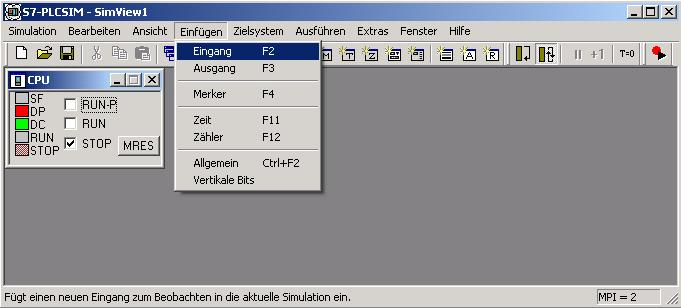 S7-PLCSIM - SimView1
Simulation Bearbeiten Ansicht Einfügen Zielsystem Ausführen Extras Fenster Hilfe
+1 T=0
CPU
SF
DP
DC
RUN
STOP
RUN-P
RUN
STOP
MRES
Eingang F2
Ausgang F3
Merker F4
Zeit F11
Zähler F12
Allgemein Ctrl+F2
Vertikale Bits
Fügt einen neuen Eingang zum Beobachten in die aktuelle Simulation ein.
MPI = 2